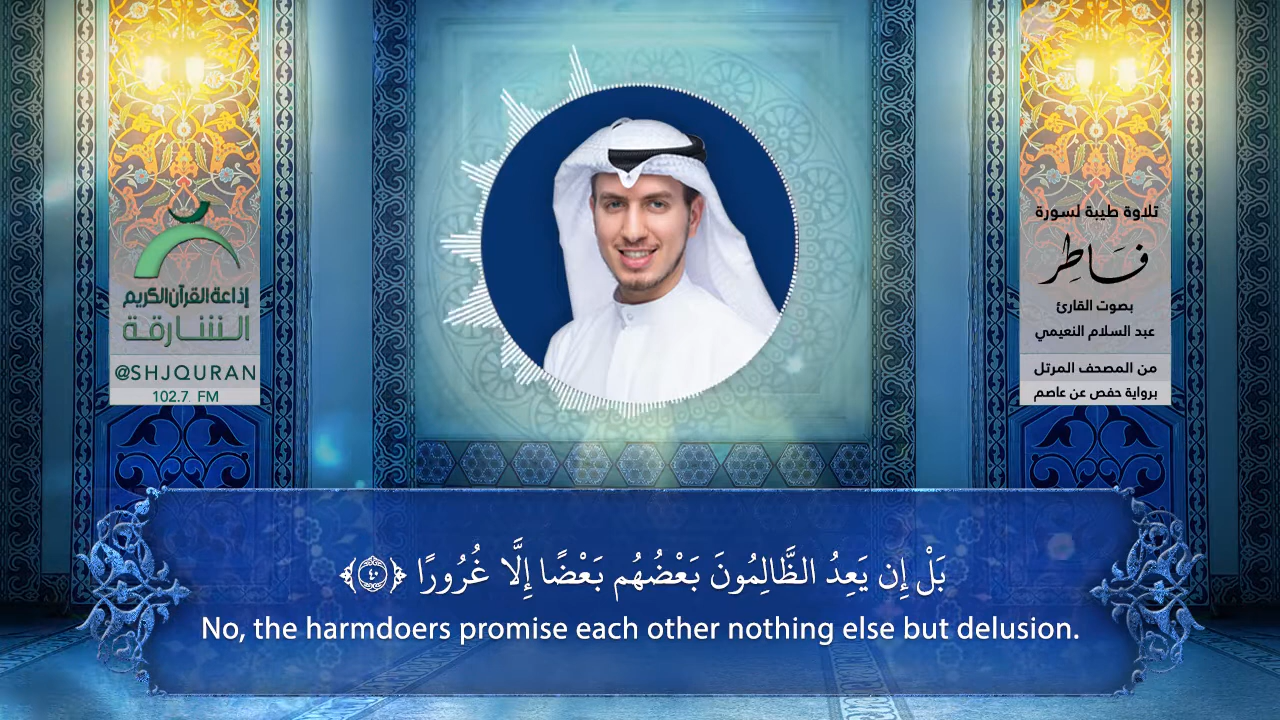 إذاعة القرآن الكريم
الشارقة
@SHJQURAN
102.7 FM
تلاوة طيبة لسورة
فَاطِر
بصوت القارئ
عبد السلام النعيمي
من المصحف المرتل
برواية حفص عن عاصم
بَلْ إِن يَعِدُ الظَّالِمُونَ بَعْضُهُم بَعْضًا إِلَّا غُرُورًا ﴿٤٠﴾
No, the harmdoers promise each other nothing else but delusion.